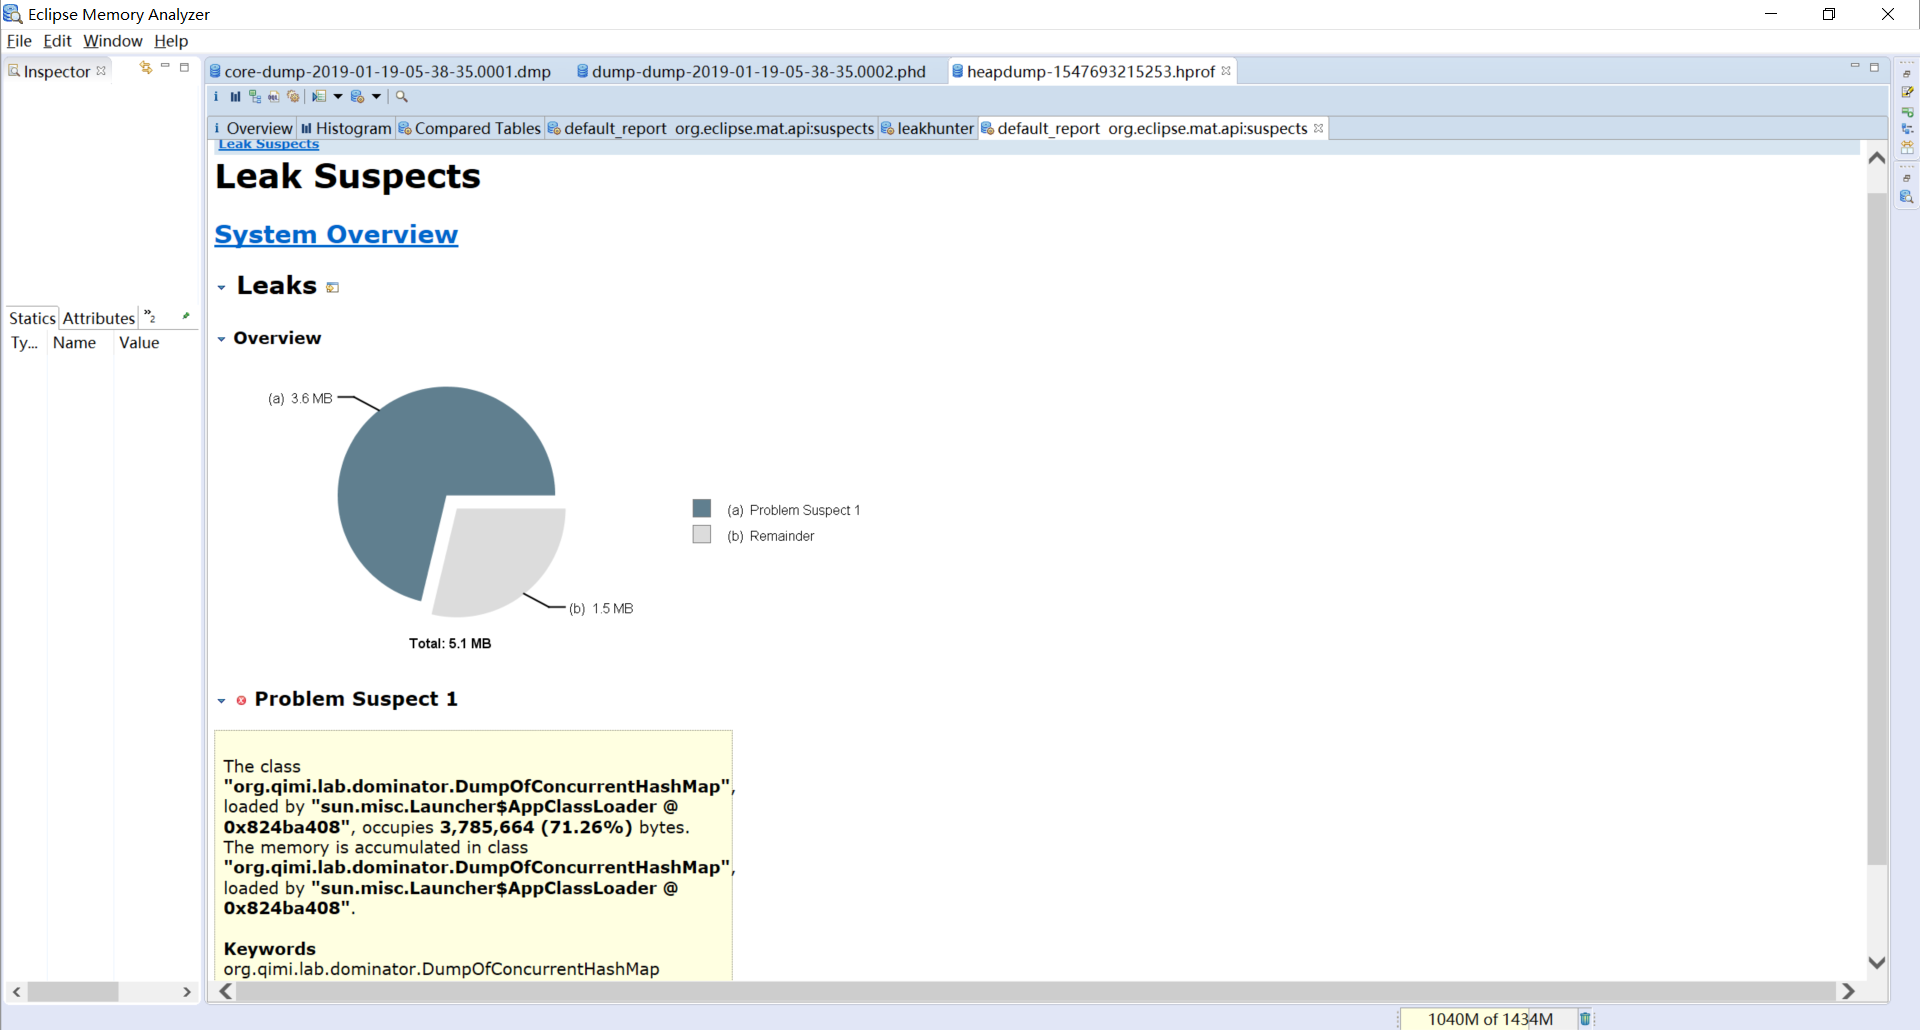 Eclipse Memory Analyzer
File Edit Window Help
Inspector
core-dump-2019-01-19-05-38-35.0001.dmp dump-dump-2019-01-19-05-38-35.0002.phd heapdump-1547693215253.hprof
i Overview Histogram Compared Tables default_report org.eclipse.mat.api:suspects leakhunter default_report org.eclipse.mat.api:suspects
Leak Suspects
Leak Suspects
System Overview
Leaks
Overview
(a) 3.6 MB
(a) Problem Suspect 1
(b) Remainder
(b) 1.5 MB
Total: 5.1 MB
Problem Suspect 1
The class
"org.qimi.lab.dominator.DumpOfConcurrentHashMap",
loaded by "sun.misc.Launcher$AppClassLoader @
0x824ba408", occupies 3,785,664 (71.26%) bytes.
The memory is accumulated in class
"org.qimi.lab.dominator.DumpOfConcurrentHashMap",
loaded by "sun.misc.Launcher$AppClassLoader @
0x824ba408".
Keywords
org.qimi.lab.dominator.DumpOfConcurrentHashMap
Statics Attributes »2
Ty... Name Value
1040M of 1434M